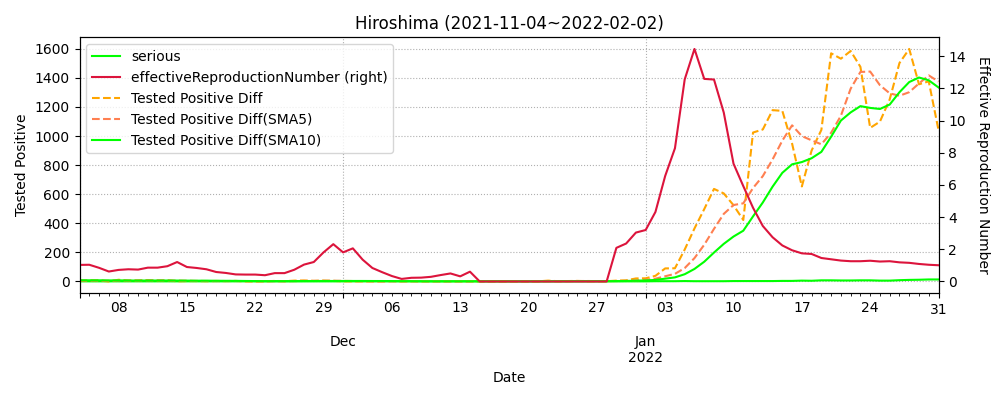 Hiroshima (2021-11-04~2022-02-02)
serious
effectiveReproductionNumber (right)
Tested Positive Diff
Tested Positive Diff(SMA5)
Tested Positive Diff(SMA10)
Tested Positive
1600
1400
1200
1000
800
600
400
200
0
Effective Reproduction Number
14
12
10
8
6
4
2
0
08 15 22 29 06 13 20 27 03 10 17 24 31
Dec Jan
2022
Date